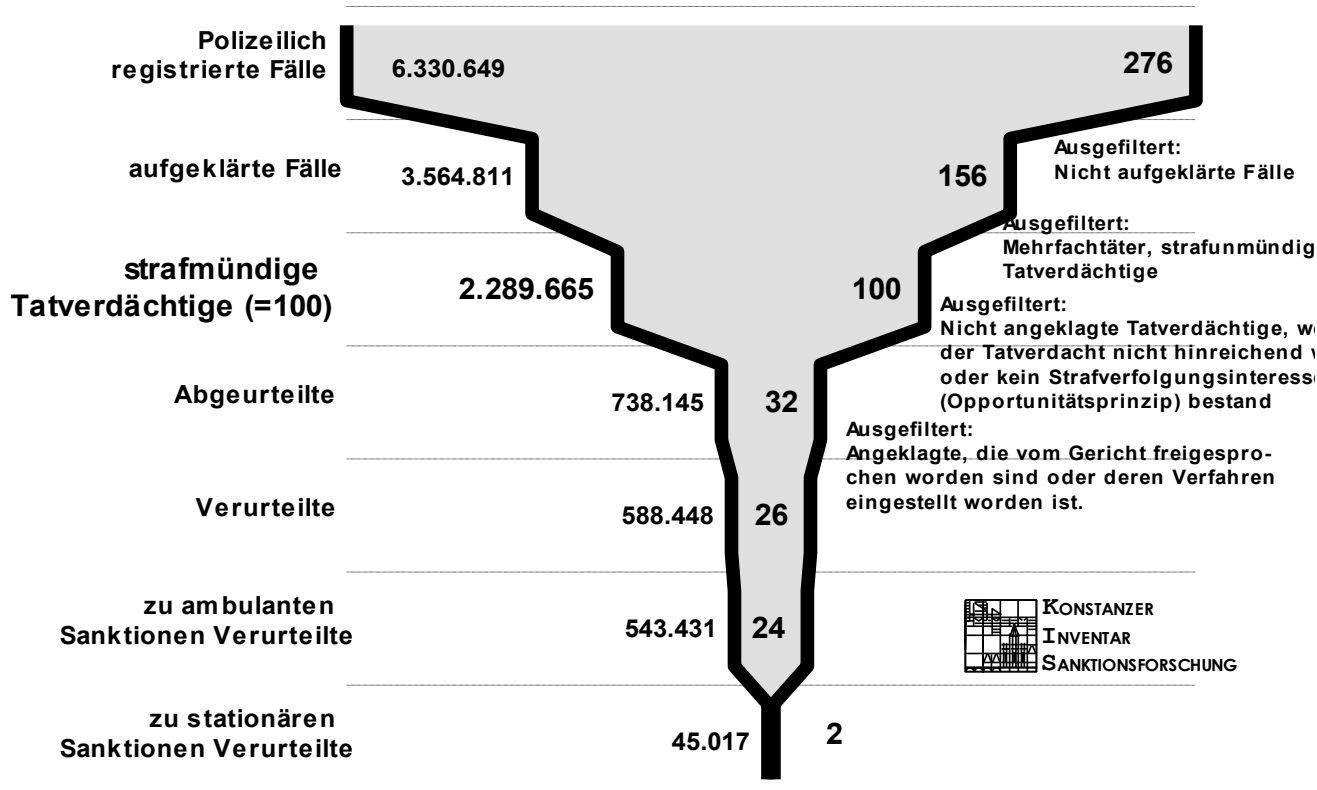 Polizeilich
registrierte Fälle
6.330.649
276
aufgeklärte Fälle
3.564.811
156
Ausgefiltert:
Nicht aufgeklärte Fälle
strafmündige
Tatverdächtige (=100)
2.289.665
100
Ausgefiltert:
Mehrfachtäter, strafunmündig
Tatverdächtige
Abgeurteilte
738.145
32
Ausgefiltert:
Nicht angeklagte Tatverdächtige,
der Tatverdacht nicht hinreichend
oder kein Strafverfolgungsinteresse
(Opportunitätsprinzip) bestand
Verurteilte
588.448
26
Ausgefiltert:
Angeklagte, die vom Gericht freigespro-
chen worden sind oder deren Verfahren
eingestellt worden ist.
zu ambulanten
Sanktionen Verurteilte
543.431
24
KONSTANZER
INVENTAR
SANKTIONSFORSCHUNG
zu stationären
Sanktionen Verurteilte
45.017
2